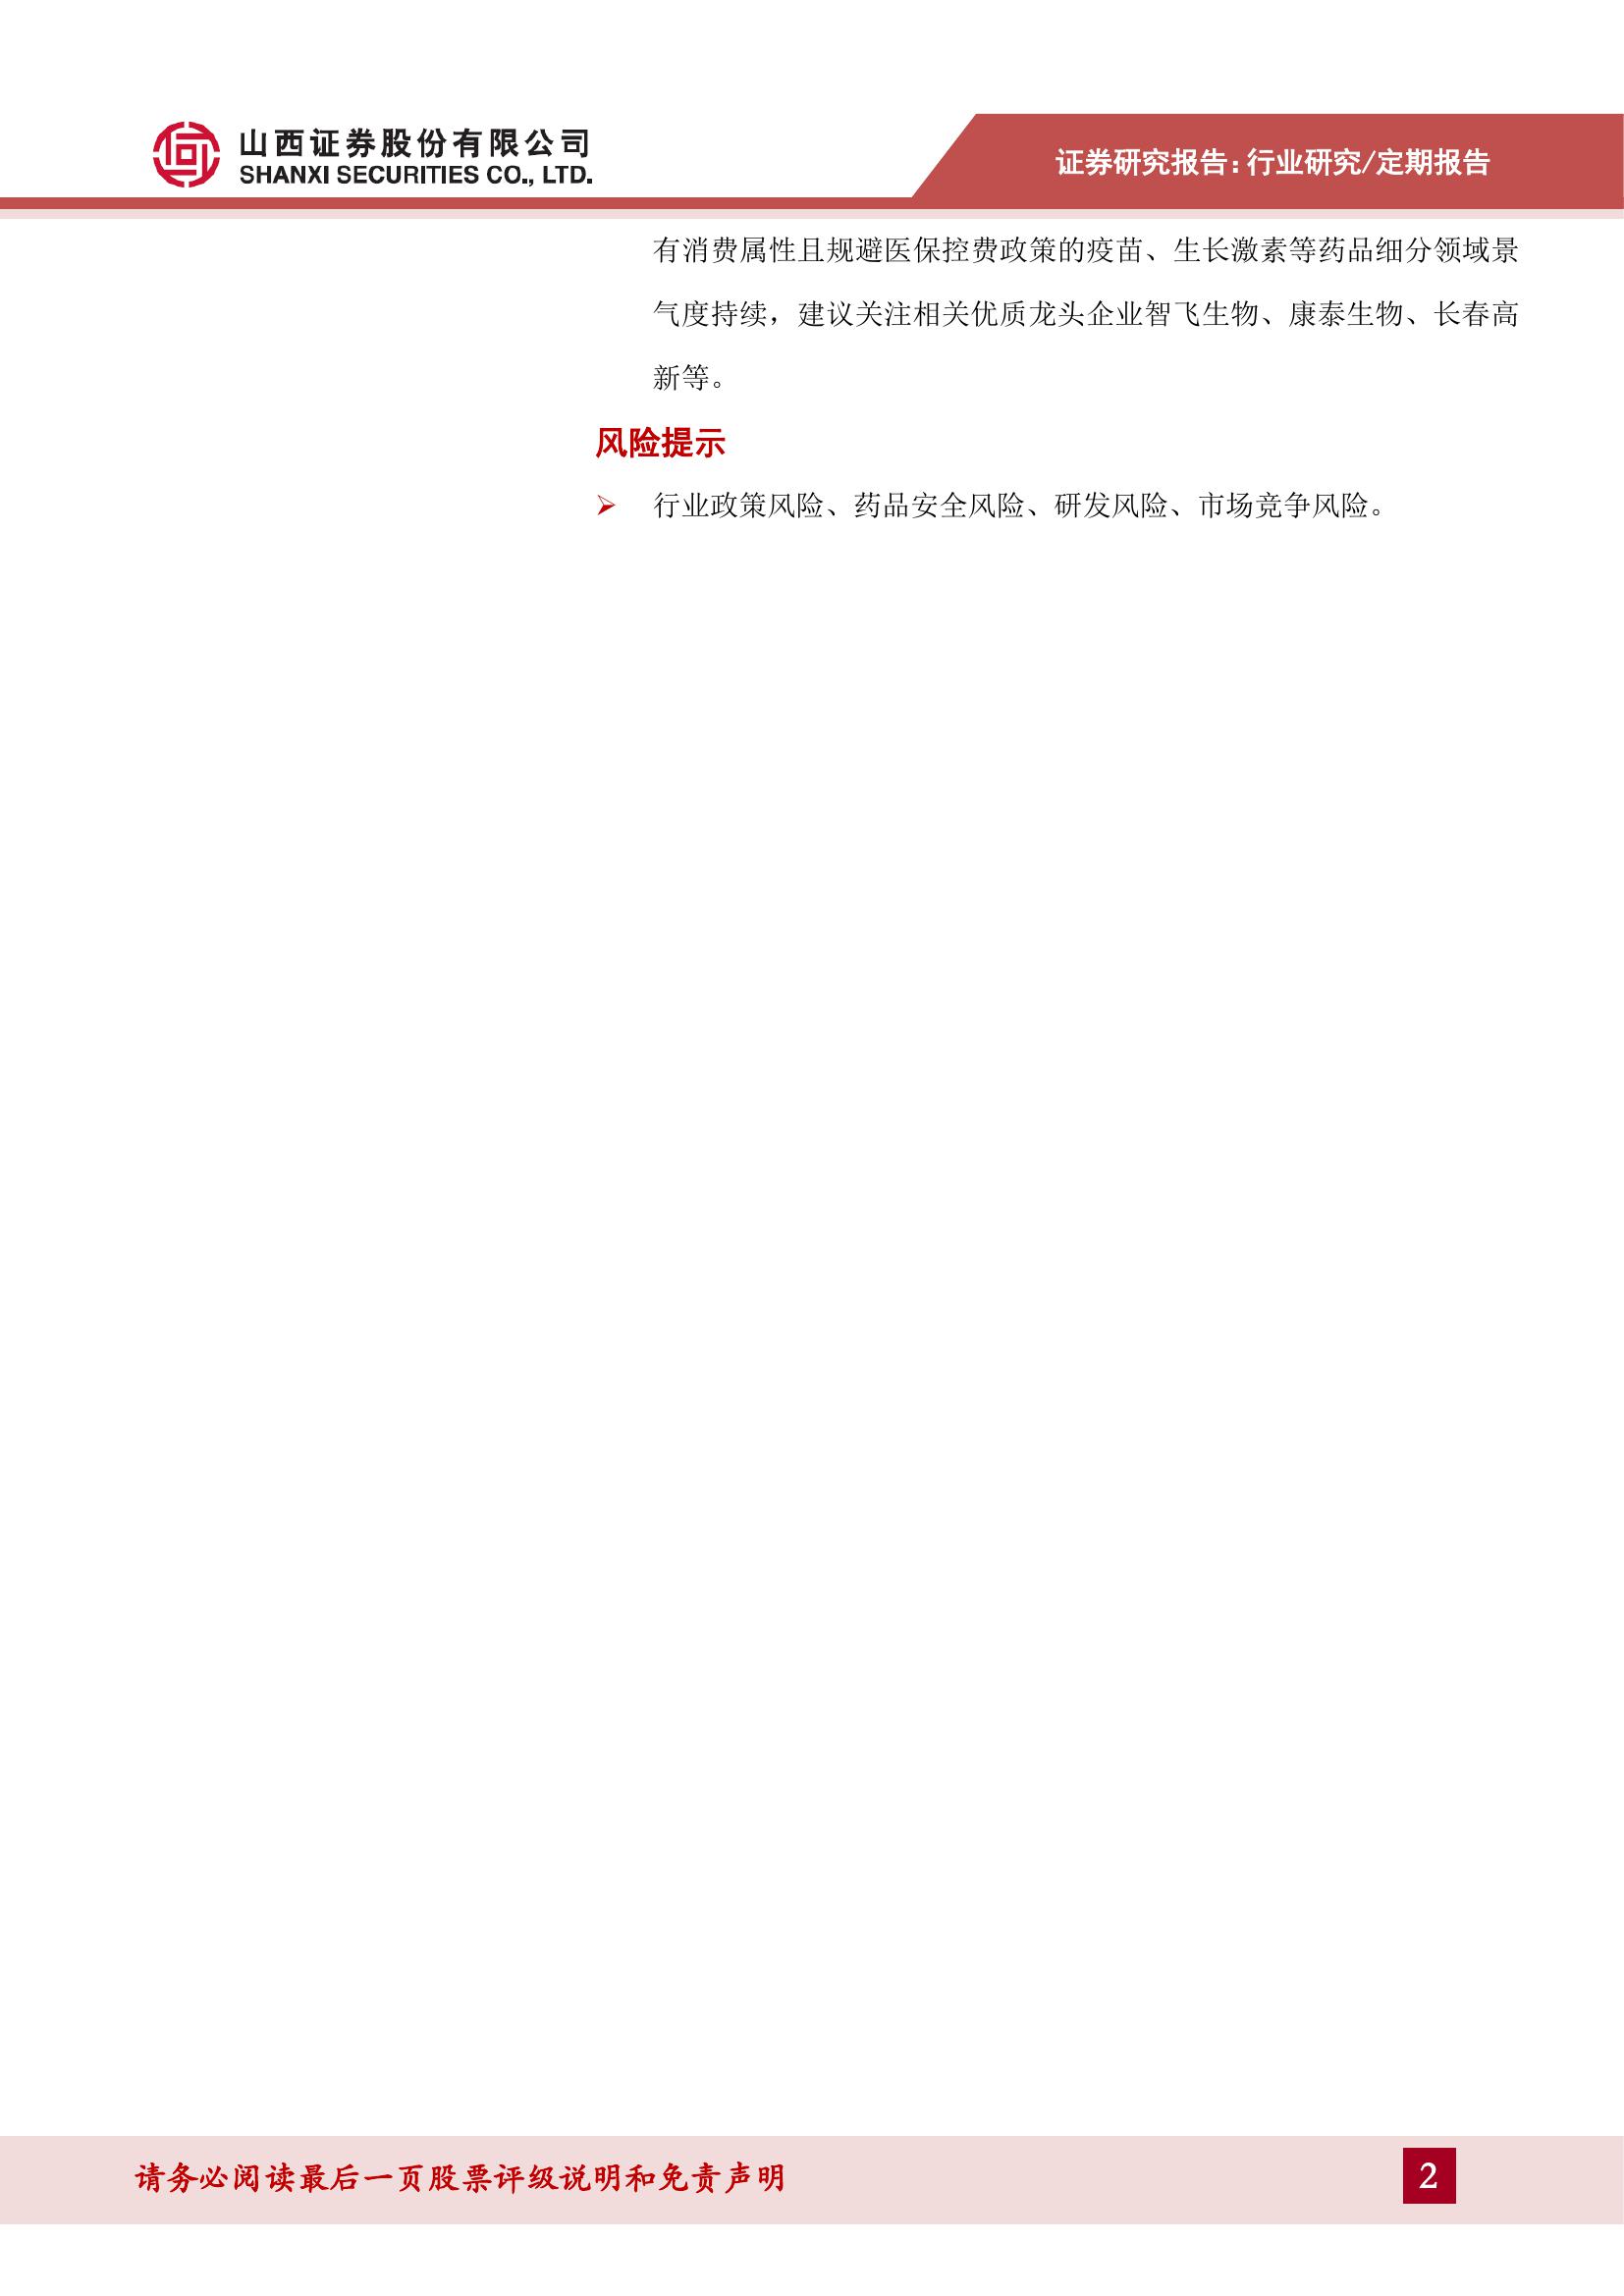 山西证券股份有限公司
SHANXI SECURITIES CO., LTD.
证券研究报告：行业研究/定期报告
有消费属性且规避医保控费政策的疫苗、生长激素等药品细分领域景
气度持续，建议关注相关优质龙头企业智飞生物、康泰生物、长春高
新等。
风险提示
➢ 行业政策风险、药品安全风险、研发风险、市场竞争风险。
请务必阅读最后一页股票评级说明和免责声明
2